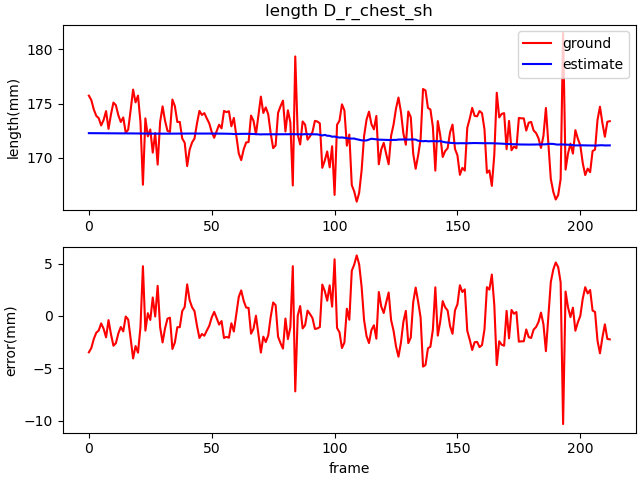 length D_r_chest_sh
length(mm)
180
175
170
ground
estimate
0
50
100
150
200
error(mm)
5
0
−5
−10
0
50
100
150
200
frame